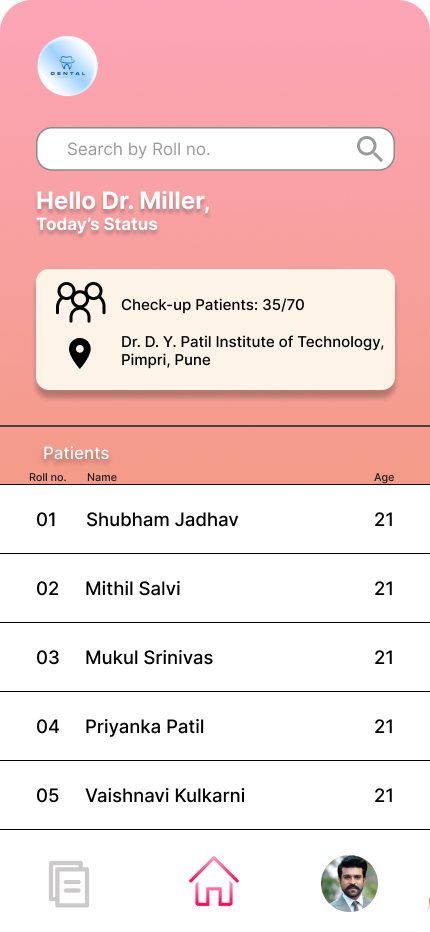 DENTAL
Search by Roll no.
Hello Dr. Miller,
Today's Status
Check-up Patients: 35/70
Dr. D. Y. Patil Institute of Technology,
Pimpri, Pune
Patients
Roll no. Name Age
01 Shubham Jadhav 21
02 Mithil Salvi 21
03 Mukul Srinivas 21
04 Priyanka Patil 21
05 Vaishnavi Kulkarni 21